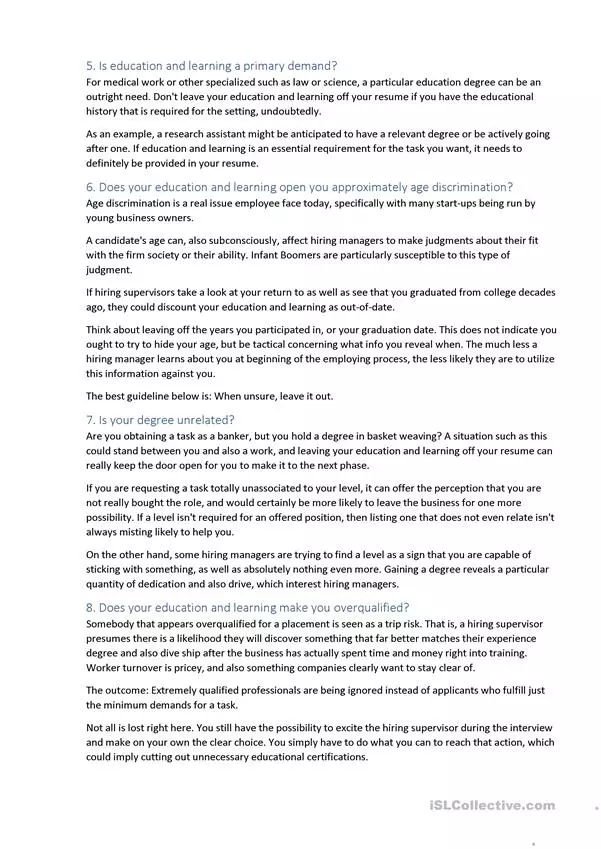 5. Is education and learning a primary demand?
For medical work or other specialized such as law or science, a particular education degree can be an
outright need. Don't leave your education and learning off your resume if you have the educational
history that is required for the setting, undoubtedly.
As an example, a research assistant might be anticipated to have a relevant degree or be actively going
after one. If education and learning is an essential requirement for the task you want, it needs to
definitely be provided in your resume.
6. Does your education and learning open you approximately age discrimination?
Age discrimination is a real issue employee face today, specifically with many start-ups being run by
young business owners.
A candidate's age can, also subconsciously, affect hiring managers to make judgments about their fit
with the firm society or their ability. Infant Boomers are particularly susceptible to this type of
judgment.
If hiring supervisors take a look at your return to as well as see that you graduated from college decades
ago, they could discount your education and learning as out-of-date.
Think about leaving off the years you participated in, or your graduation date. This does not indicate you
ought to try to hide your age, but be tactical concerning what info you reveal when. The much less a
hiring manager learns about you at beginning of the employing process, the less likely they are to utilize
this information against you.
The best guideline below is: When unsure, leave it out.
7. Is your degree unrelated?
Are you obtaining a task as a banker, but you hold a degree in basket weaving? A situation such as this
could stand between you and also a work, and leaving your education and learning off your resume can
really keep the door open for you to make it to the next phase.
If you are requesting a task totally unassociated to your level, it can offer the perception that you are
not really bought the role, and would certainly be more likely to leave the business for one more
possibility. If a level isn't required for an offered position, then listing one that does not even relate isn't
always misting likely to help you.
On the other hand, some hiring managers are trying to find a level as a sign that you are capable of
sticking with something, as well as absolutely nothing even more. Gaining a degree reveals a particular
quantity of dedication and also drive, which interest hiring managers.
8. Does your education and learning make you overqualified?
Somebody that appears overqualified for a placement is seen as a trip risk. That is, a hiring supervisor
presumes there is a likelihood they will discover something that far better matches their experience
degree and also dive ship after the business has actually spent time and money right into training.
Worker turnover is pricey, and also something companies clearly want to stay clear of.
The outcome: Extremely qualified professionals are being ignored instead of applicants who fulfill just
the minimum demands for a task.
Not all is lost right here. You still have the possibility to excite the hiring supervisor during the interview
and make on your own the clear choice. You simply have to do what you can to reach that action, which
could imply cutting out unnecessary educational certifications.
iSLCollective.com